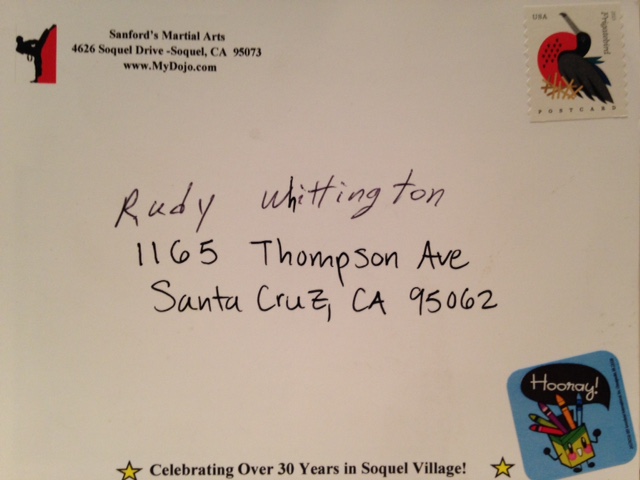 Sanford's Martial Arts
4626 Soquel Drive -Soquel, CA 95073
www.MyDojo.com
USA
POSTCARD
Rudy Whittington
1165 Thompson Ave
Santa Cruz, CA 95062
Hooray!
Celebrating Over 30 Years in Soquel Village!